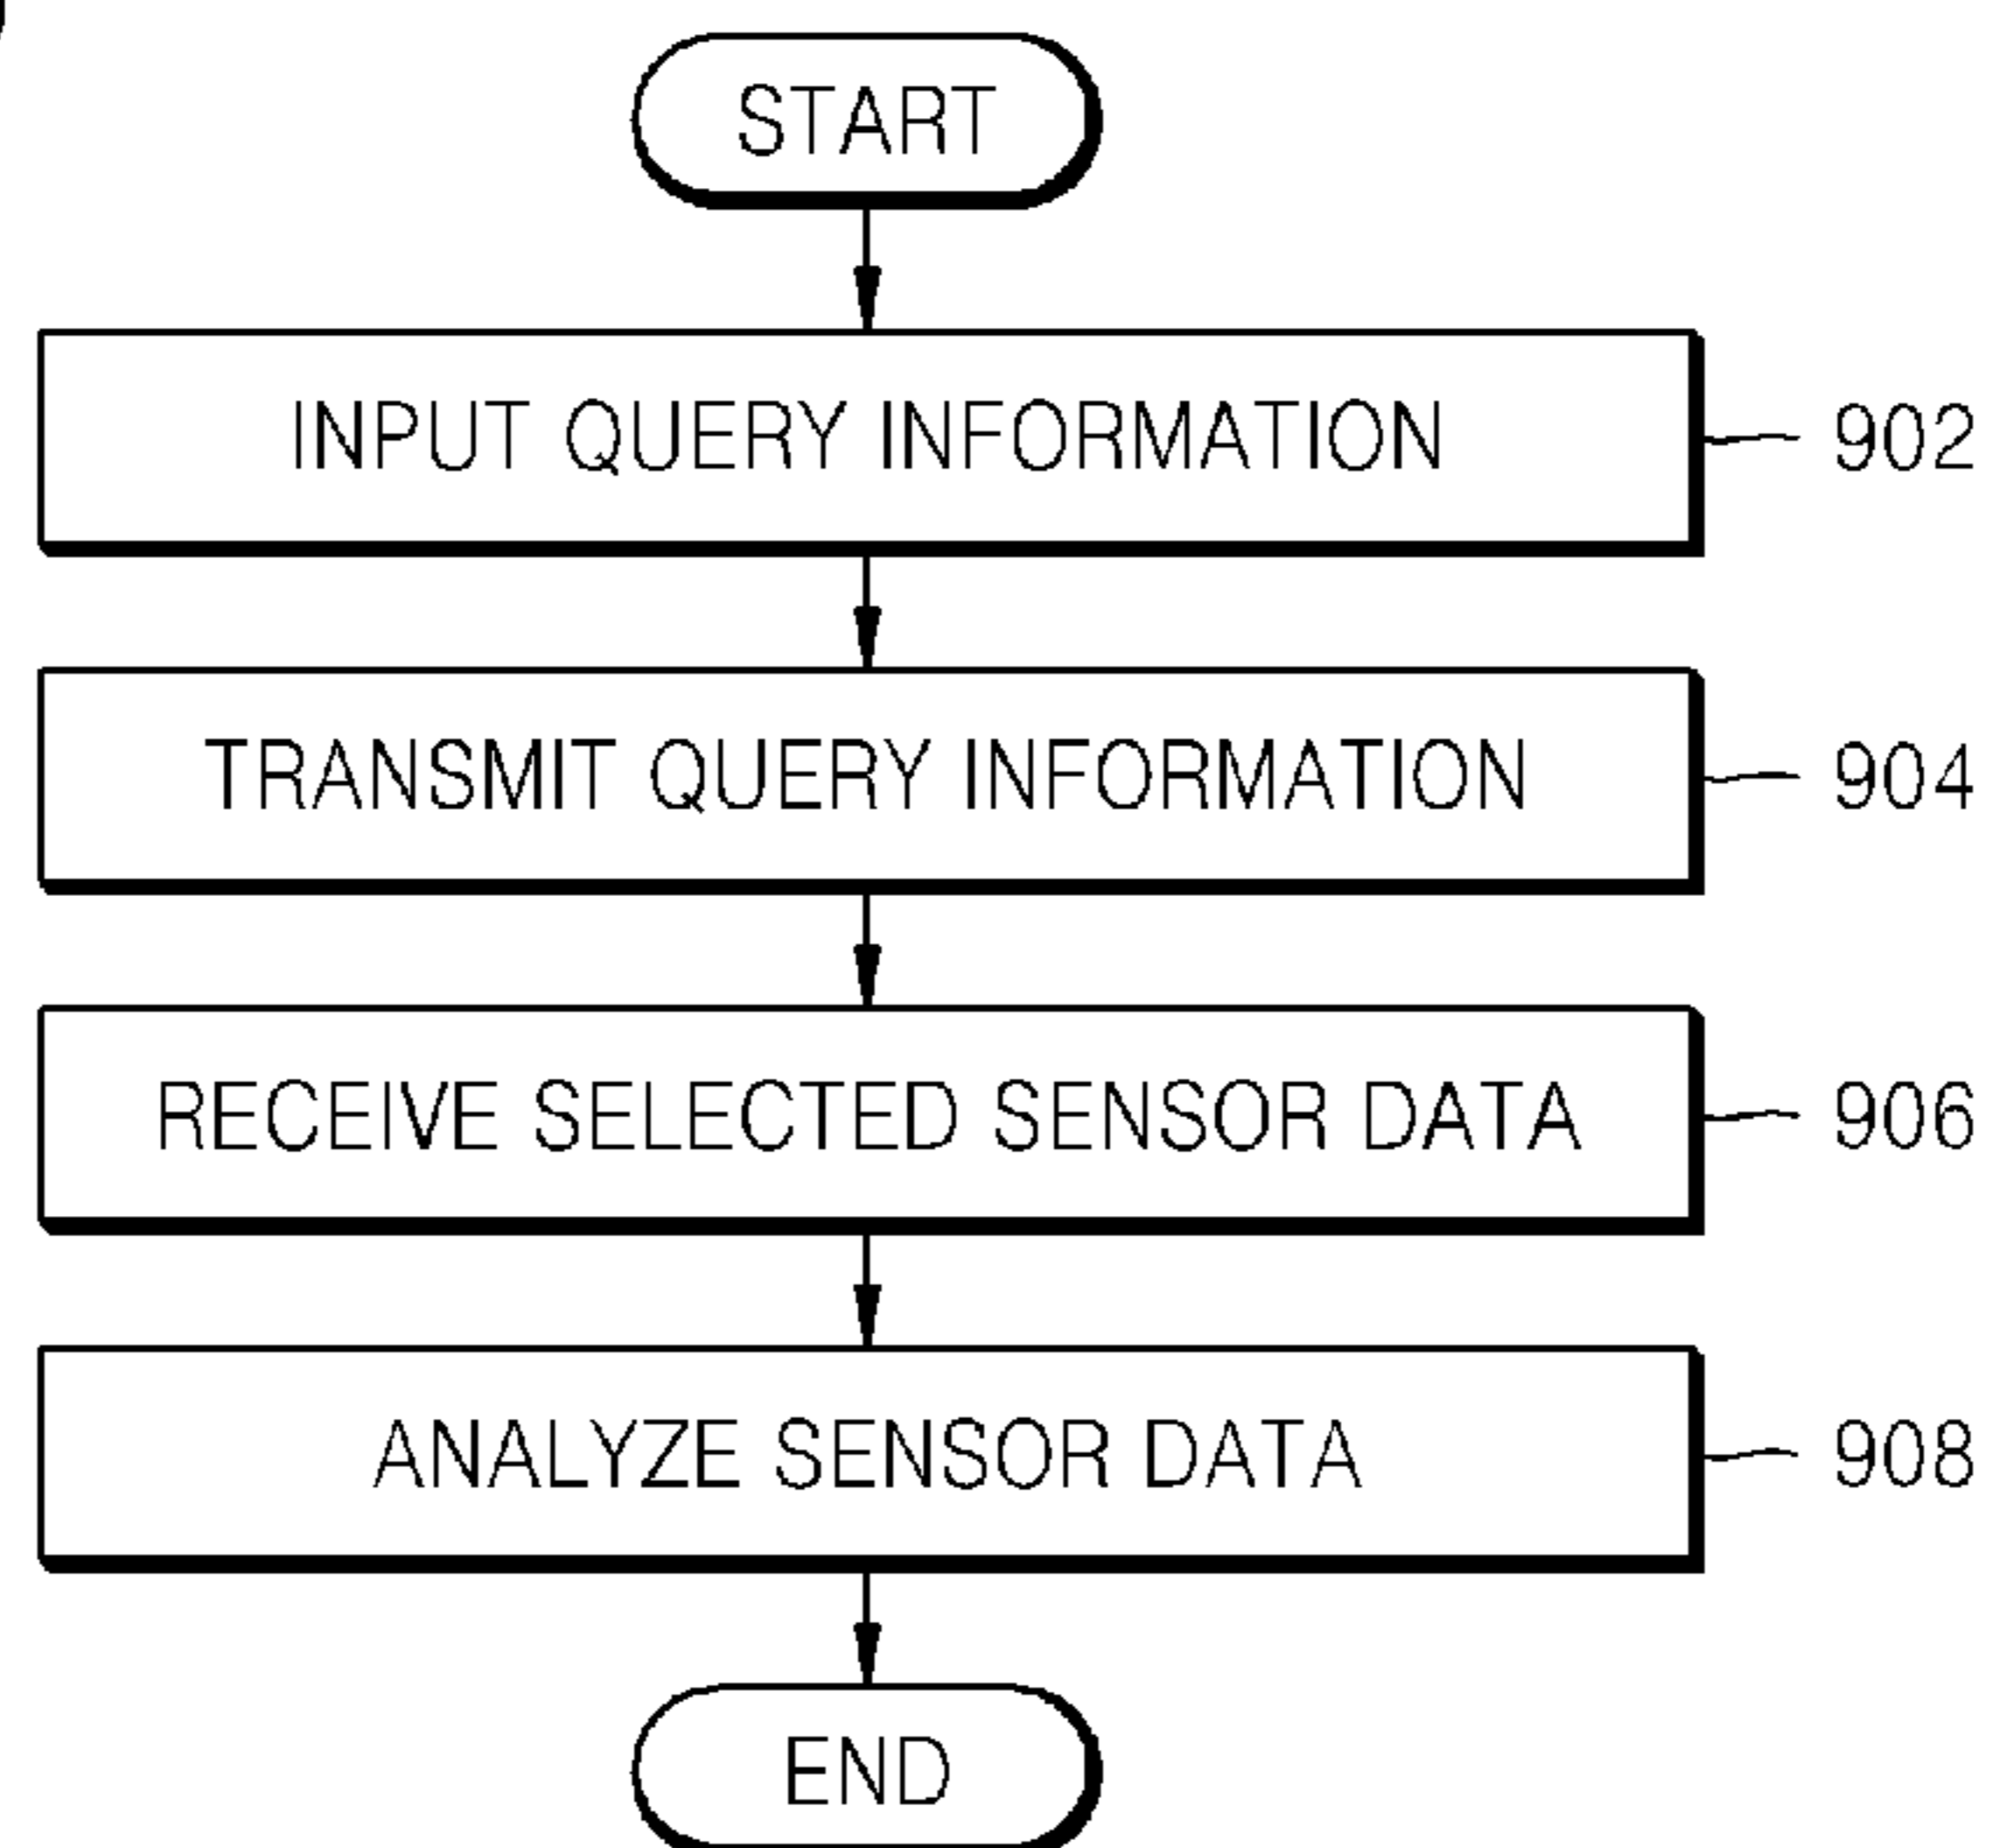 START
INPUT QUERY INFORMATION 902
TRANSMIT QUERY INFORMATION 904
RECEIVE SELECTED SENSOR DATA 906
ANALYZE SENSOR DATA 908
END